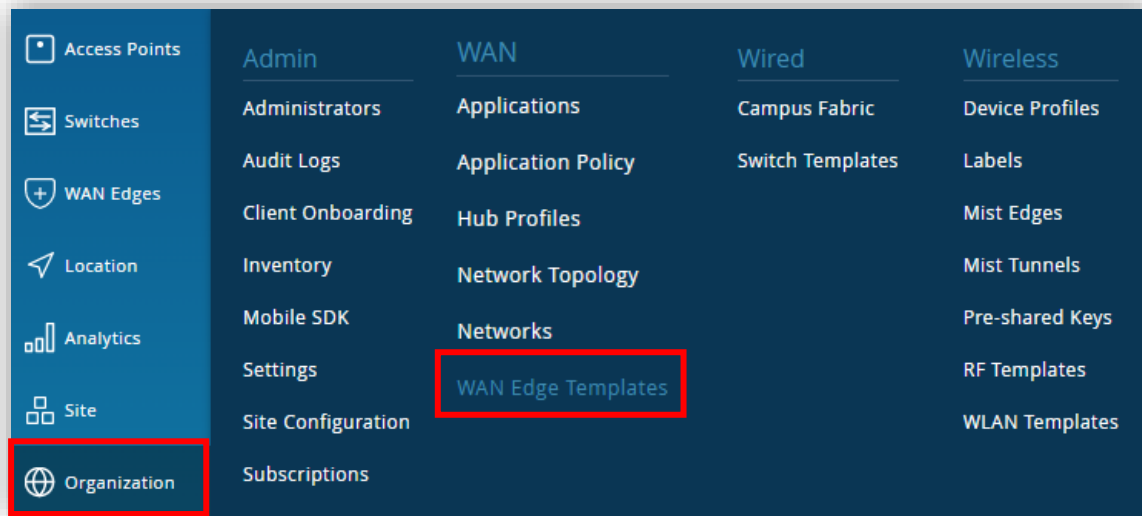 Access Points
Switches
WAN Edges
Location
Analytics
Site
Organization
Admin
Administrators
Audit Logs
Client Onboarding
Inventory
Mobile SDK
Settings
Site Configuration
Subscriptions
WAN
Applications
Application Policy
Hub Profiles
Network Topology
Networks
WAN Edge Templates
Wired
Campus Fabric
Switch Templates
Wireless
Device Profiles
Labels
Mist Edges
Mist Tunnels
Pre-shared Keys
RF Templates
WLAN Templates